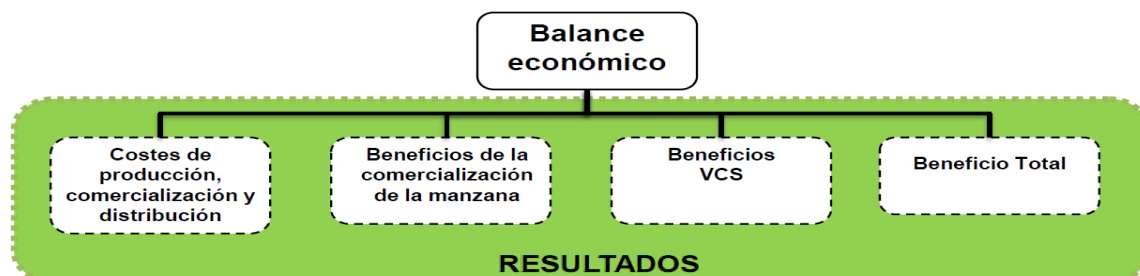 Balance
económico
Costes de
producción,
comercialización y
distribución
Beneficios de la
comercialización
de la manzana
Beneficios
VCS
Beneficio Total
RESULTADOS